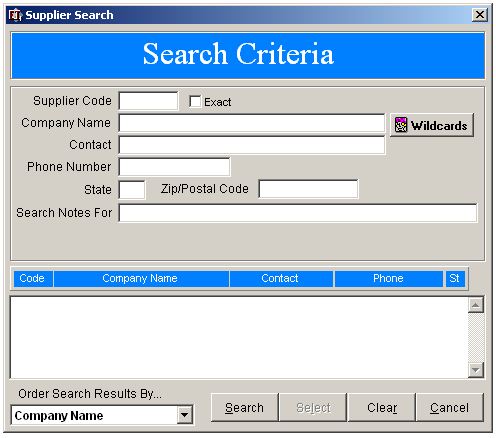 Supplier Search
Search Criteria
Supplier Code
Exact
Company Name
Wildcards
Contact
Phone Number
State
Zip/Postal Code
Search Notes For
Code Company Name Contact Phone St
Order Search Results By...
Company Name
Search Select Clear Cancel